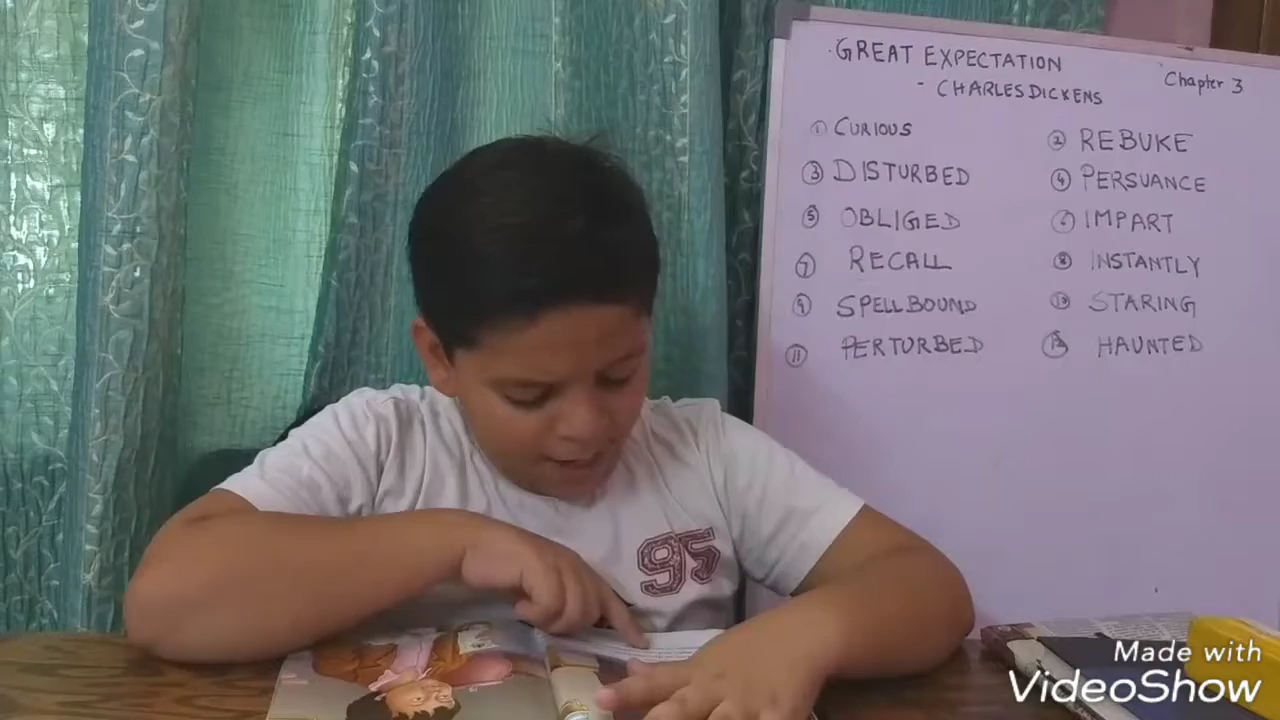 GREAT EXPECTATION
- CHARLES DICKENS
Chapter 3
① CURIOUS
② REBUKE
③ DISTURBED
④ PERSUANCE
⑤ OBLIGED
⑥ IMPART
⑦ RECALL
⑧ INSTANTLY
⑨ SPELLBOUND
⑩ STARING
⑪ PERTURBED
⑫ HAUNTED
95
Made with
VideoShow